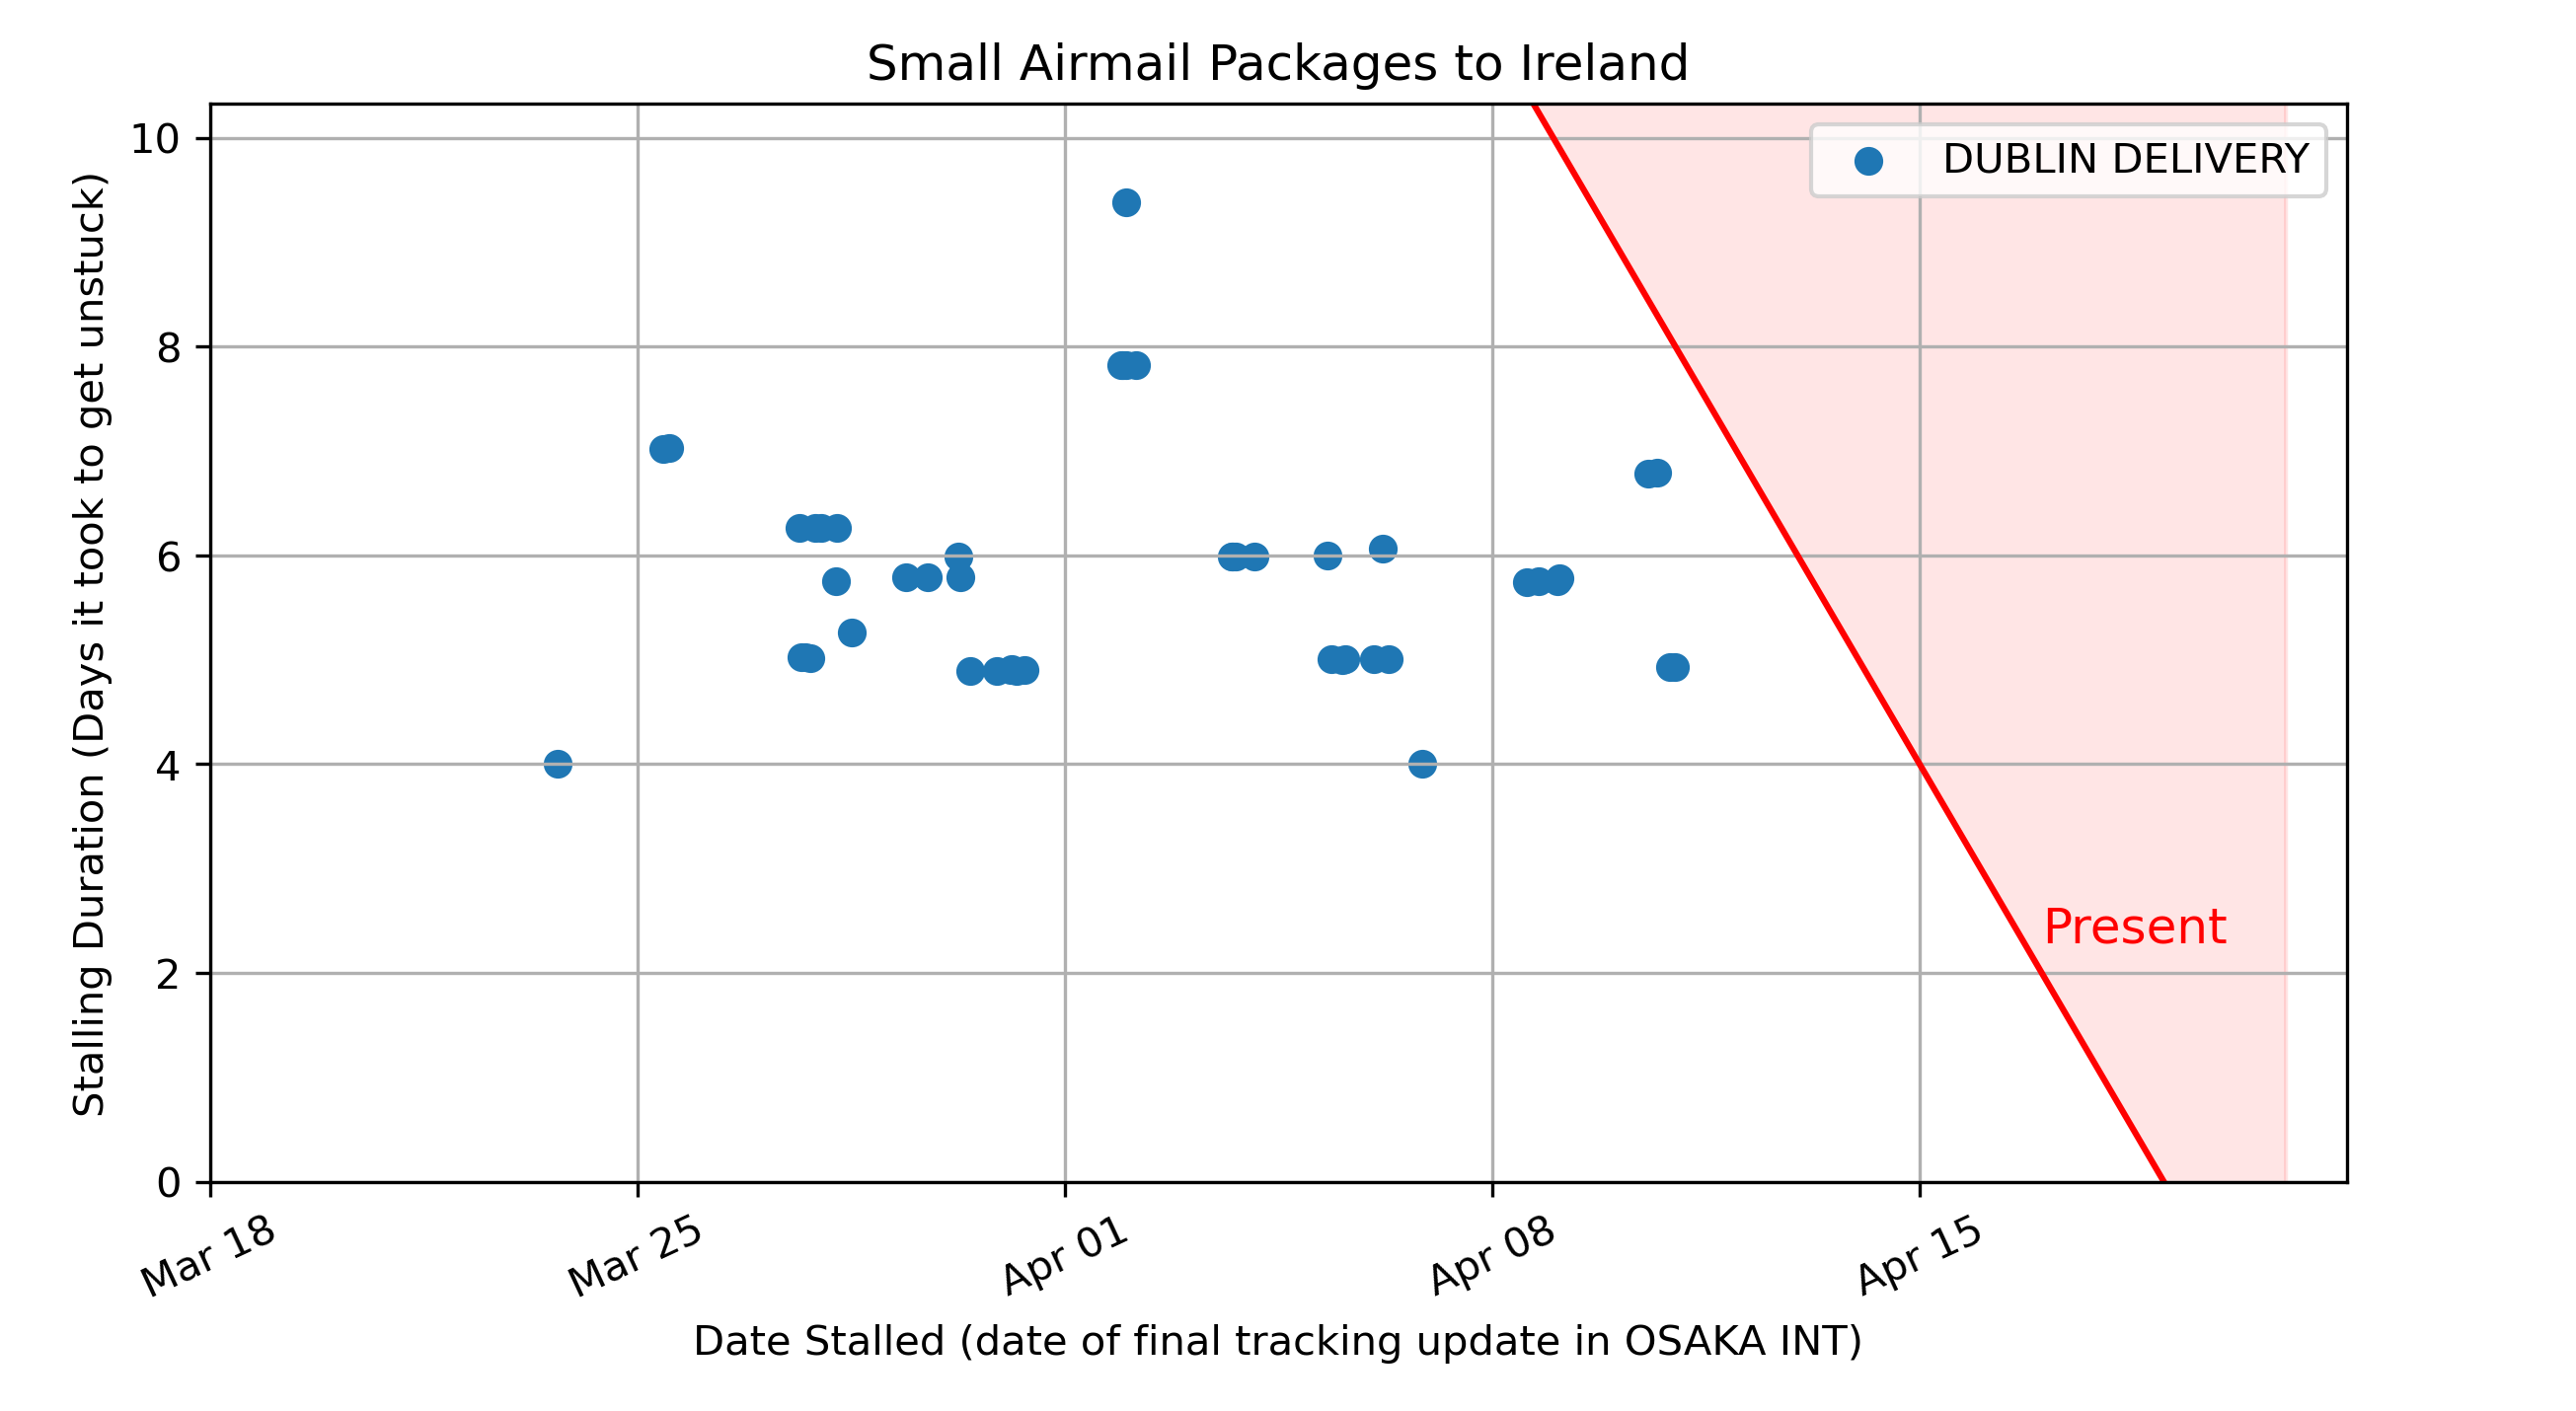 Small Airmail Packages to Ireland
DUBLIN DELIVERY
Stalling Duration (Days it took to get unstuck)
10
8
6
4
2
0
Present
Mar 18
Mar 25
Apr 01
Apr 08
Apr 15
Date Stalled (date of final tracking update in OSAKA INT)